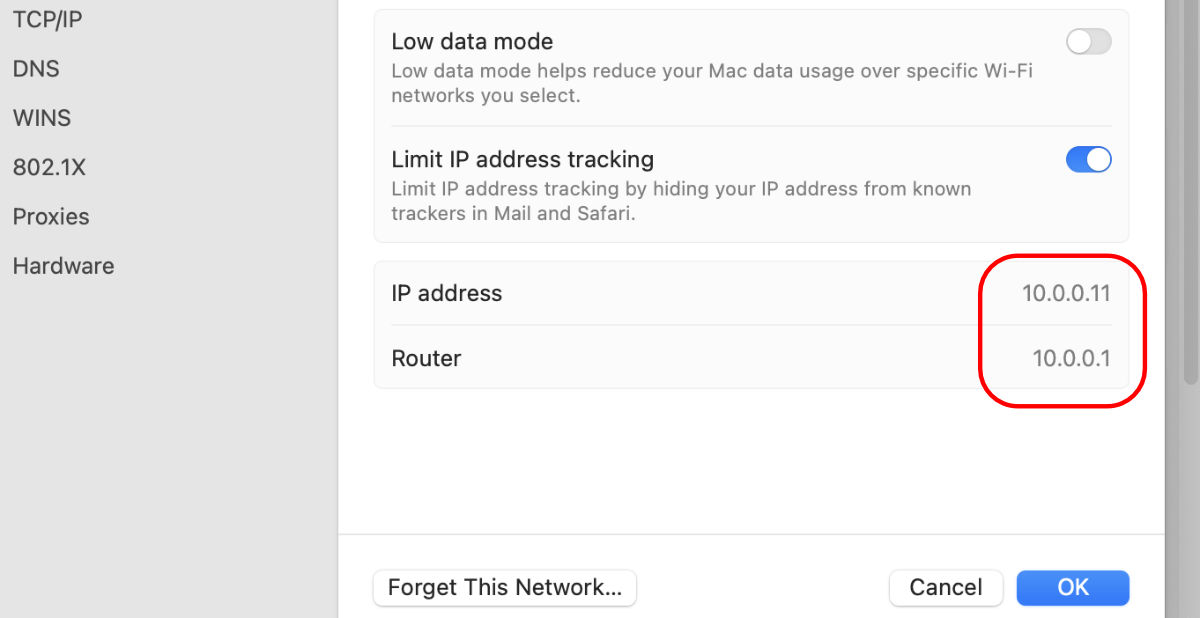 TCP/IP
DNS
WINS
802.1X
Proxies
Hardware
Low data mode
Low data mode helps reduce your Mac data usage over specific Wi-Fi
networks you select.
Limit IP address tracking
Limit IP address tracking by hiding your IP address from known
trackers in Mail and Safari.
IP address 10.0.0.11
Router 10.0.0.1
Forget This Network... Cancel OK